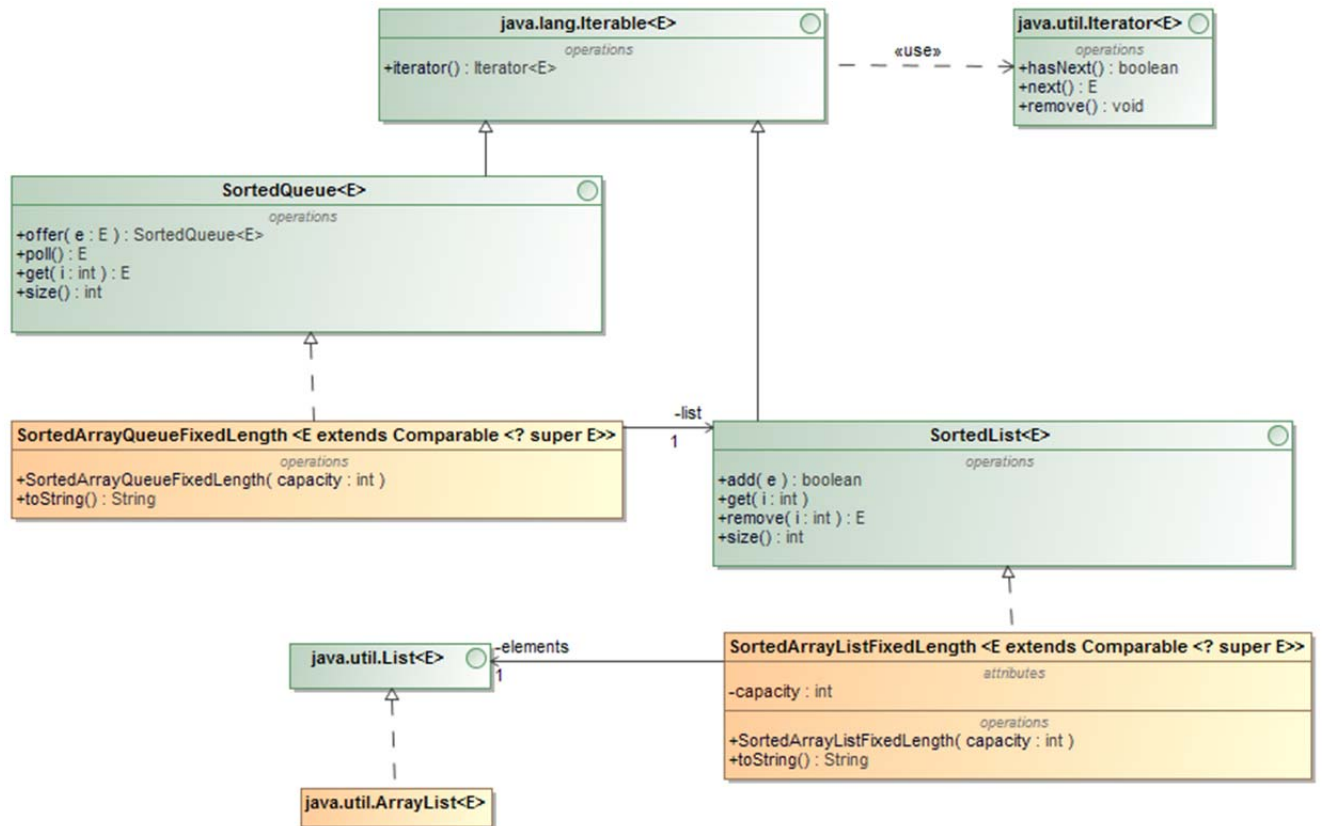 java.lang.Iterable<E>
operations
+iterator() : Iterator<E>
«use»
java.util.Iterator<E>
operations
+hasNext() : boolean
+next() : E
+remove() : void
SortedQueue<E>
operations
+offer( e : E ) : SortedQueue<E>
+poll() : E
+get( i : int ) : E
+size() : int
SortedArrayQueueFixedLength <E extends Comparable <? super E>>
operations
+SortedArrayQueueFixedLength( capacity : int )
+toString() : String
-list
1
SortedList<E>
operations
+add( e ) : boolean
+get( i : int )
+remove( i : int ) : E
+size() : int
java.util.List<E>
-elements
1
SortedArrayListFixedLength <E extends Comparable <? super E>>
attributes
-capacity : int
operations
+SortedArrayListFixedLength( capacity : int )
+toString() : String
java.util.ArrayList<E>